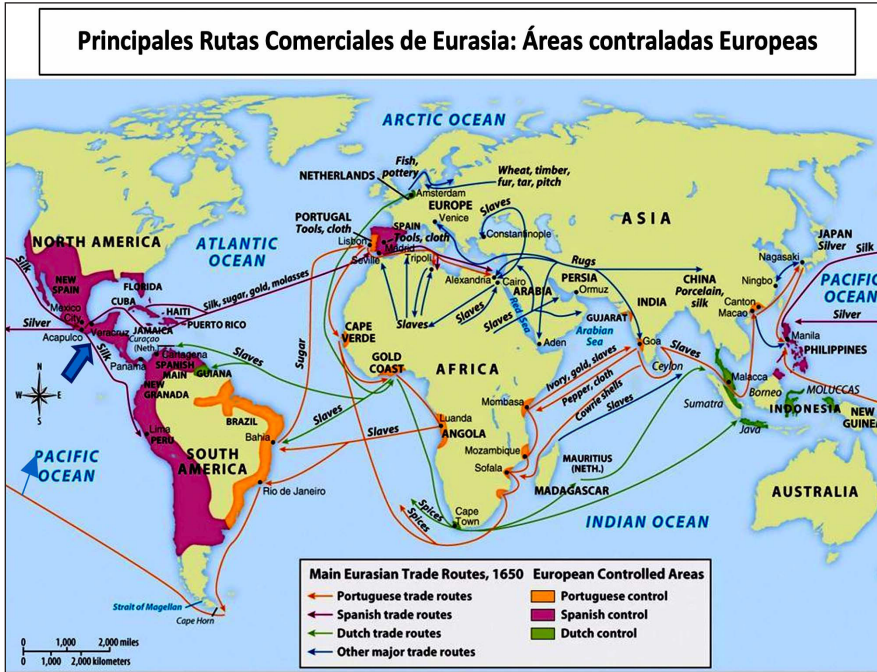 Principales Rutas Comerciales de Eurasia: Áreas contraladas Europeas
ARCTIC OCEAN
Fish,
pottery
Wheat, timber,
fur, tar, pitch
NETHERLANDS
Amsterdam
EUROPE
Venice
Slaves
ASIA
PORTUGAL
Tools, cloth
SPAIN
Tools, cloth
Lisbon
Madrid
Seville
Constantinople
JAPAN
Silver
Nagasaki
Silk
NORTH AMERICA
ATLANTIC
OCEAN
Tripoli
Alexandria
Cairo
Rugs
PERSIA
Ormuz
ARABIA
Red Sea
CHINA
Porcelain,
silk
Ningbo
PACIFIC
OCEAN
Silk
NEW
SPAIN
FLORIDA
CUBA
HAITI
PUERTO RICO
JAMAICA
Silk, sugar, gold, molasses
Slaves
Slaves
Slaves
INDIA
GUJARAT
Arabian
Sea
Canton
Macao
Silver
Silver
Mexico
City
Veracruz
Acapulco
Curaçao
(Neth.)
Cartagena
Panama
SPANISH
MAIN
GUIANA
NEW
GRANADA
Silk
Slaves
Sugar
CAPE
VERDE
GOLD
COAST
AFRICA
Aden
Goa
Ceylon
Slaves
Manila
PHILIPPINES
Ivory, gold, slaves
Pepper, cloth
Cowrie shells
Slaves
Malacca
Sumatra
Borneo
MOLUCCAS
INDONESIA
Java
NEW
GUINEA
N
W
E
S
BRAZIL
Bahia
Slaves
Slaves
Luanda
ANGOLA
Mombasa
Mozambique
Sofala
MAURITIUS
(NETH.)
MADAGASCAR
Lima
PERU
SOUTH
AMERICA
PACIFIC
OCEAN
Rio de Janeiro
Spices
Spices
Cape
Town
INDIAN OCEAN
AUSTRALIA
Strait of Magellan
Cape Horn
0 1,000 2,000 miles
0 1,000 2,000 kilometers
Main Eurasian Trade Routes, 1650
Portuguese trade routes
Spanish trade routes
Dutch trade routes
Other major trade routes
European Controlled Areas
Portuguese control
Spanish control
Dutch control